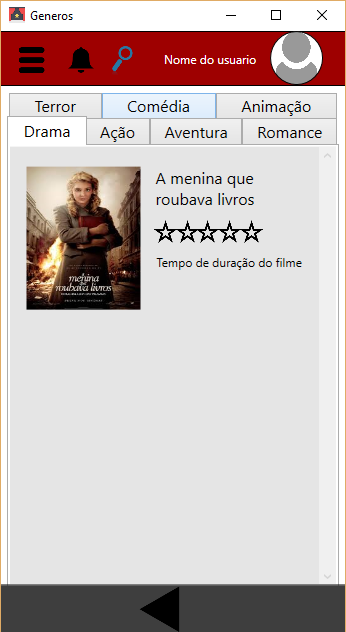 Generos
Nome do usuario
Terror Comédia Animação
Drama Ação Aventura Romance
A menina que
roubava livros
Tempo de duração do filme
menina
roubava livros